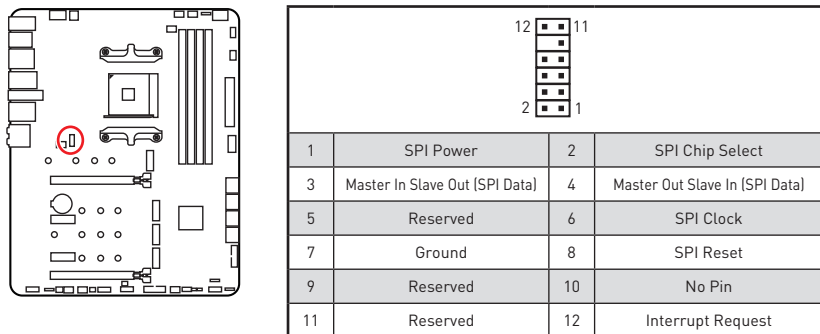 12 11
2 1
1 SPI Power 2 SPI Chip Select
3 Master In Slave Out (SPI Data) 4 Master Out Slave In (SPI Data)
5 Reserved 6 SPI Clock
7 Ground 8 SPI Reset
9 Reserved 10 No Pin
11 Reserved 12 Interrupt Request